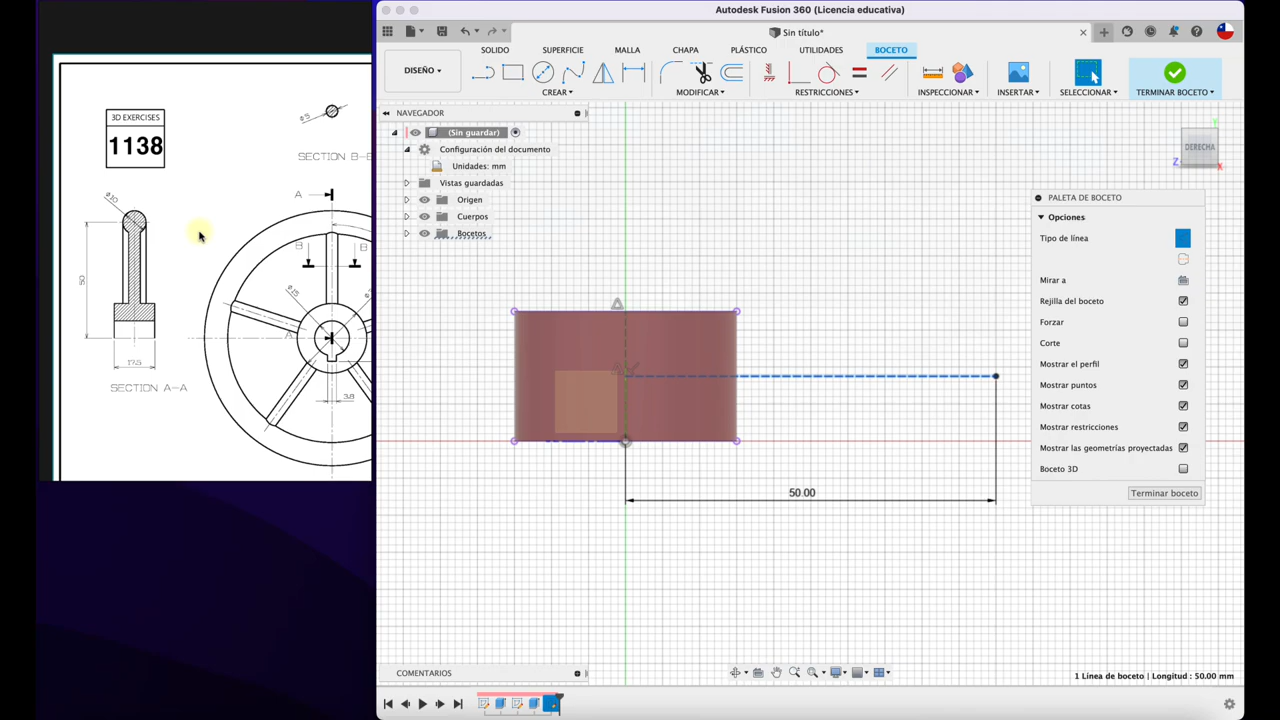 Autodesk Fusion 360 (Licencia educativa)
Sin título*
DISEÑO
SÓLIDO
SUPERFICIE
MALLA
CHAPA
PLÁSTICO
UTILIDADES
BOCETO
CREAR
MODIFICAR
RESTRICCIONES
INSPECCIONAR
INSERTAR
SELECCIONAR
TERMINAR BOCETO
NAVEGADOR
(Sin guardar)
Configuración del documento
Unidades: mm
Vistas guardadas
Origen
Cuerpos
Bocetos
3D EXERCISES
1138
SECTION B-B
A
B
B
A
50
17.5
3.8
SECTION A-A
50.00
Y
DERECHA
Z
X
PALETA DE BOCETO
Opciones
Tipo de línea
Mirar a
Rejilla del boceto
Forzar
Corte
Mostrar el perfil
Mostrar puntos
Mostrar cotas
Mostrar restricciones
Mostrar las geometrías proyectadas
Boceto 3D
Terminar boceto
COMENTARIOS
1 Línea de boceto | Longitud : 50.00 mm